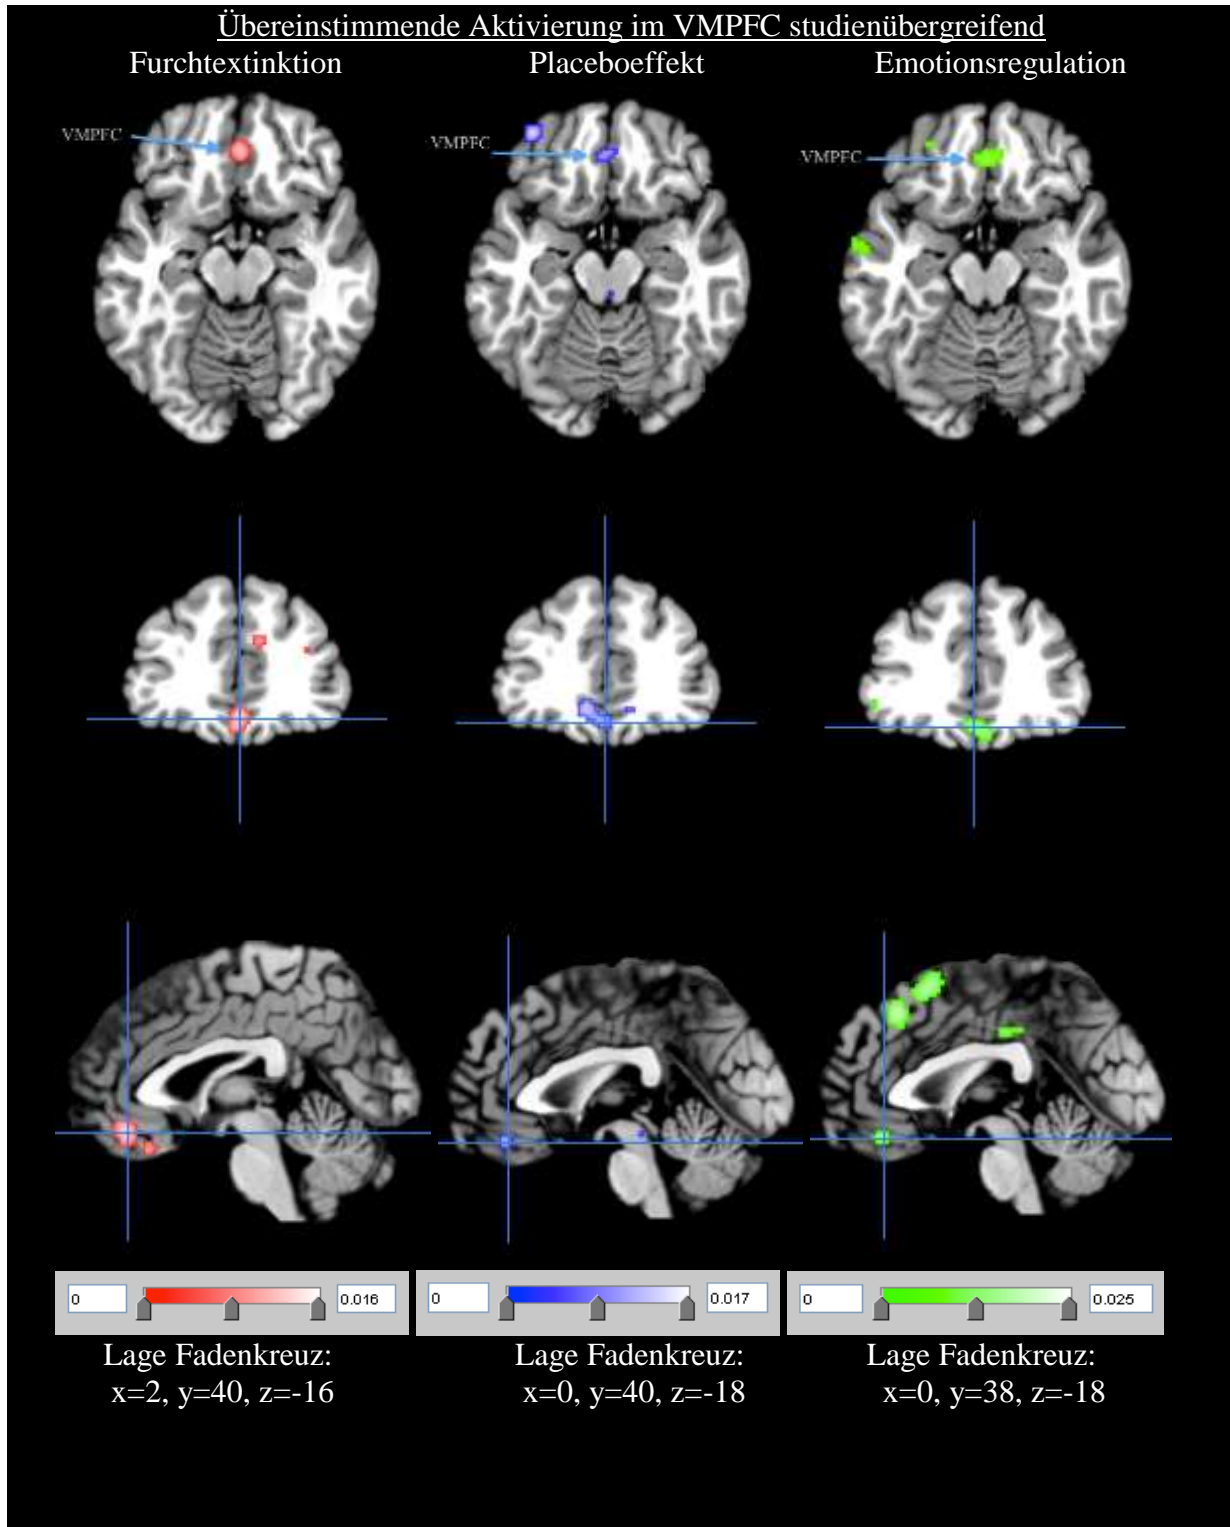 Übereinstimmende Aktivierung im VMPFC studienübergreifend
Furchtextinktion
Placeboeffekt
Emotionsregulation
VMPFC
VMPFC
VMPFC
0
0.016
0
0.017
0
0.025
Lage Fadenkreuz:
x=2, y=40, z=-16
Lage Fadenkreuz:
x=0, y=40, z=-18
Lage Fadenkreuz:
x=0, y=38, z=-18